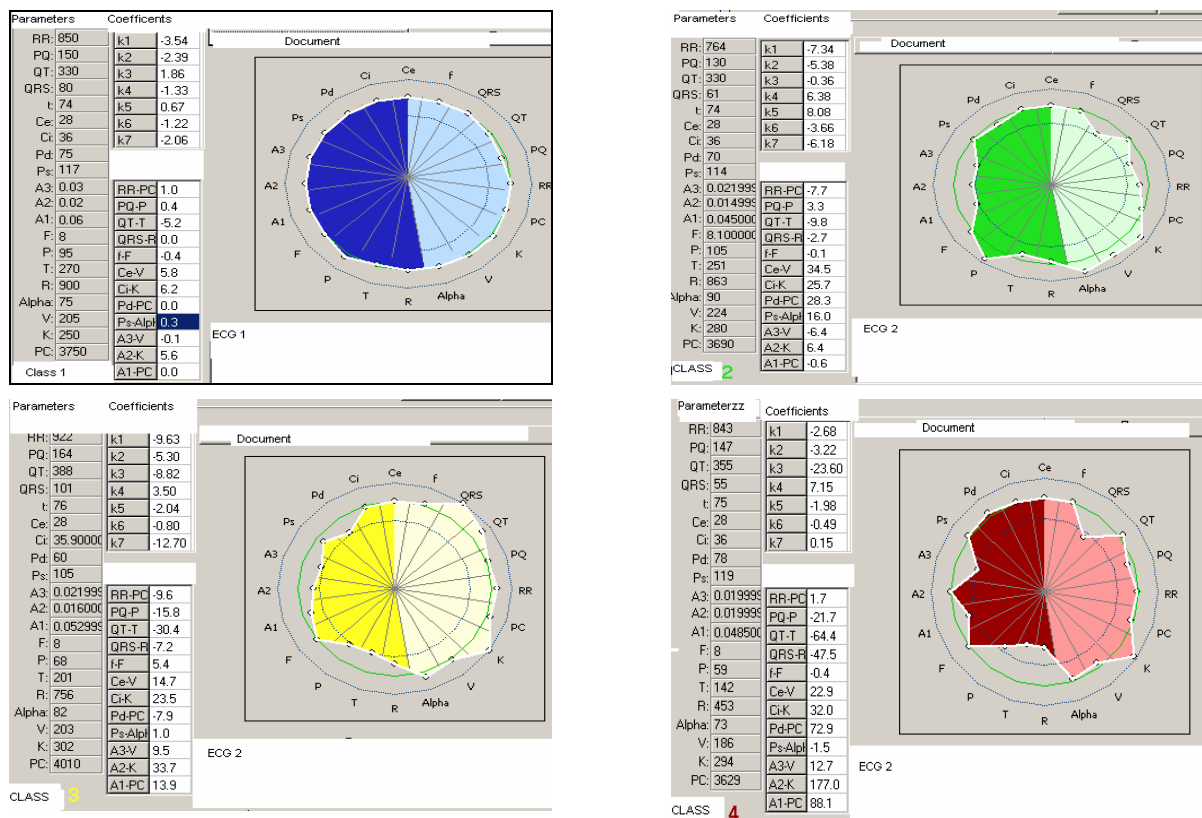 Parameters Coefficients
RR: 850 k1 -3.54
PQ: 150 k2 -2.39
QT: 330 k3 1.86
QRS: 80 k4 -1.33
t: 74 k5 0.67
Ce: 28 k6 -1.22
Ci: 36 k7 -2.06
Pd: 75
Ps: 117
A3: 0.03 RR-PC 1.0
A2: 0.02 PQ-P 0.4
A1: 0.06 QT-T -5.2
F: 8 QRS-R 0.0
P: 95 f-F -0.4
T: 270 Ce-V 5.8
R: 900 Ci-K 6.2
Alpha: 75 Pd-PC 0.0
V: 205 Ps-Alph 0.3
K: 250 A3-V -0.1
PC: 3750 A2-K 5.6
A1-PC 0.0
Class 1
Document
Ce f QRS QT PQ RR PC K V Alpha R T P F A1 A2 A3 Ps Pd Ci
ECG 1
Parameters Coefficients
RR: 764 k1 -7.34
PQ: 130 k2 -5.38
QT: 330 k3 -0.36
QRS: 61 k4 6.38
t: 74 k5 8.08
Ce: 28 k6 -3.66
Ci: 36 k7 -6.18
Pd: 70
Ps: 114
A3: 0.021999 RR-PC -7.7
A2: 0.014999 PQ-P 3.3
A1: 0.045000 QT-T -9.8
F: 8.100000 QRS-R -2.7
P: 105 f-F -0.1
T: 251 Ce-V 34.5
R: 863 Ci-K 25.7
Alpha: 90 Pd-PC 28.3
V: 224 Ps-Alph 16.0
K: 280 A3-V -6.4
PC: 3690 A2-K 6.4
A1-PC -0.6
CLASS 2
Document
Ce f QRS QT PQ RR PC K V Alpha R T P F A1 A2 A3 Ps Pd Ci
ECG 2
Parameters Coefficients
RR: 922 k1 -9.63
PQ: 164 k2 -5.30
QT: 388 k3 -8.82
QRS: 101 k4 3.50
t: 76 k5 -2.04
Ce: 28 k6 -0.80
Ci: 35.90000 k7 -12.70
Pd: 60
Ps: 105
A3: 0.021999 RR-PC -9.6
A2: 0.016000 PQ-P -15.8
A1: 0.052999 QT-T -30.4
F: 8 QRS-R -7.2
P: 68 f-F 5.4
T: 201 Ce-V 14.7
R: 756 Ci-K 23.5
Alpha: 82 Pd-PC -7.9
V: 203 Ps-Alph 1.0
K: 302 A3-V 9.5
PC: 4010 A2-K 33.7
A1-PC 13.9
CLASS 3
Document
Ce f QRS QT PQ RR PC K V Alpha R T P F A1 A2 A3 Ps Pd Ci
ECG 2
Parameterzz Coefficients
RR: 843 k1 -2.68
PQ: 147 k2 -3.22
QT: 355 k3 -23.60
QRS: 55 k4 7.15
t: 75 k5 -1.98
Ce: 28 k6 -0.49
Ci: 36 k7 0.15
Pd: 78
Ps: 119
A3: 0.019999 RR-PC 1.7
A2: 0.019999 PQ-P -21.7
A1: 0.048500 QT-T -64.4
F: 8 QRS-R -47.5
P: 59 f-F -0.4
T: 142 Ce-V 22.9
R: 453 Ci-K 32.0
Alpha: 73 Pd-PC 72.9
V: 186 Ps-Alph -1.5
K: 294 A3-V 12.7
PC: 3629 A2-K 177.0
A1-PC 88.1
CLASS 4
Document
Ce f QRS QT PQ RR PC K V Alpha R T P F A1 A2 A3 Ps Pd Ci
ECG 2